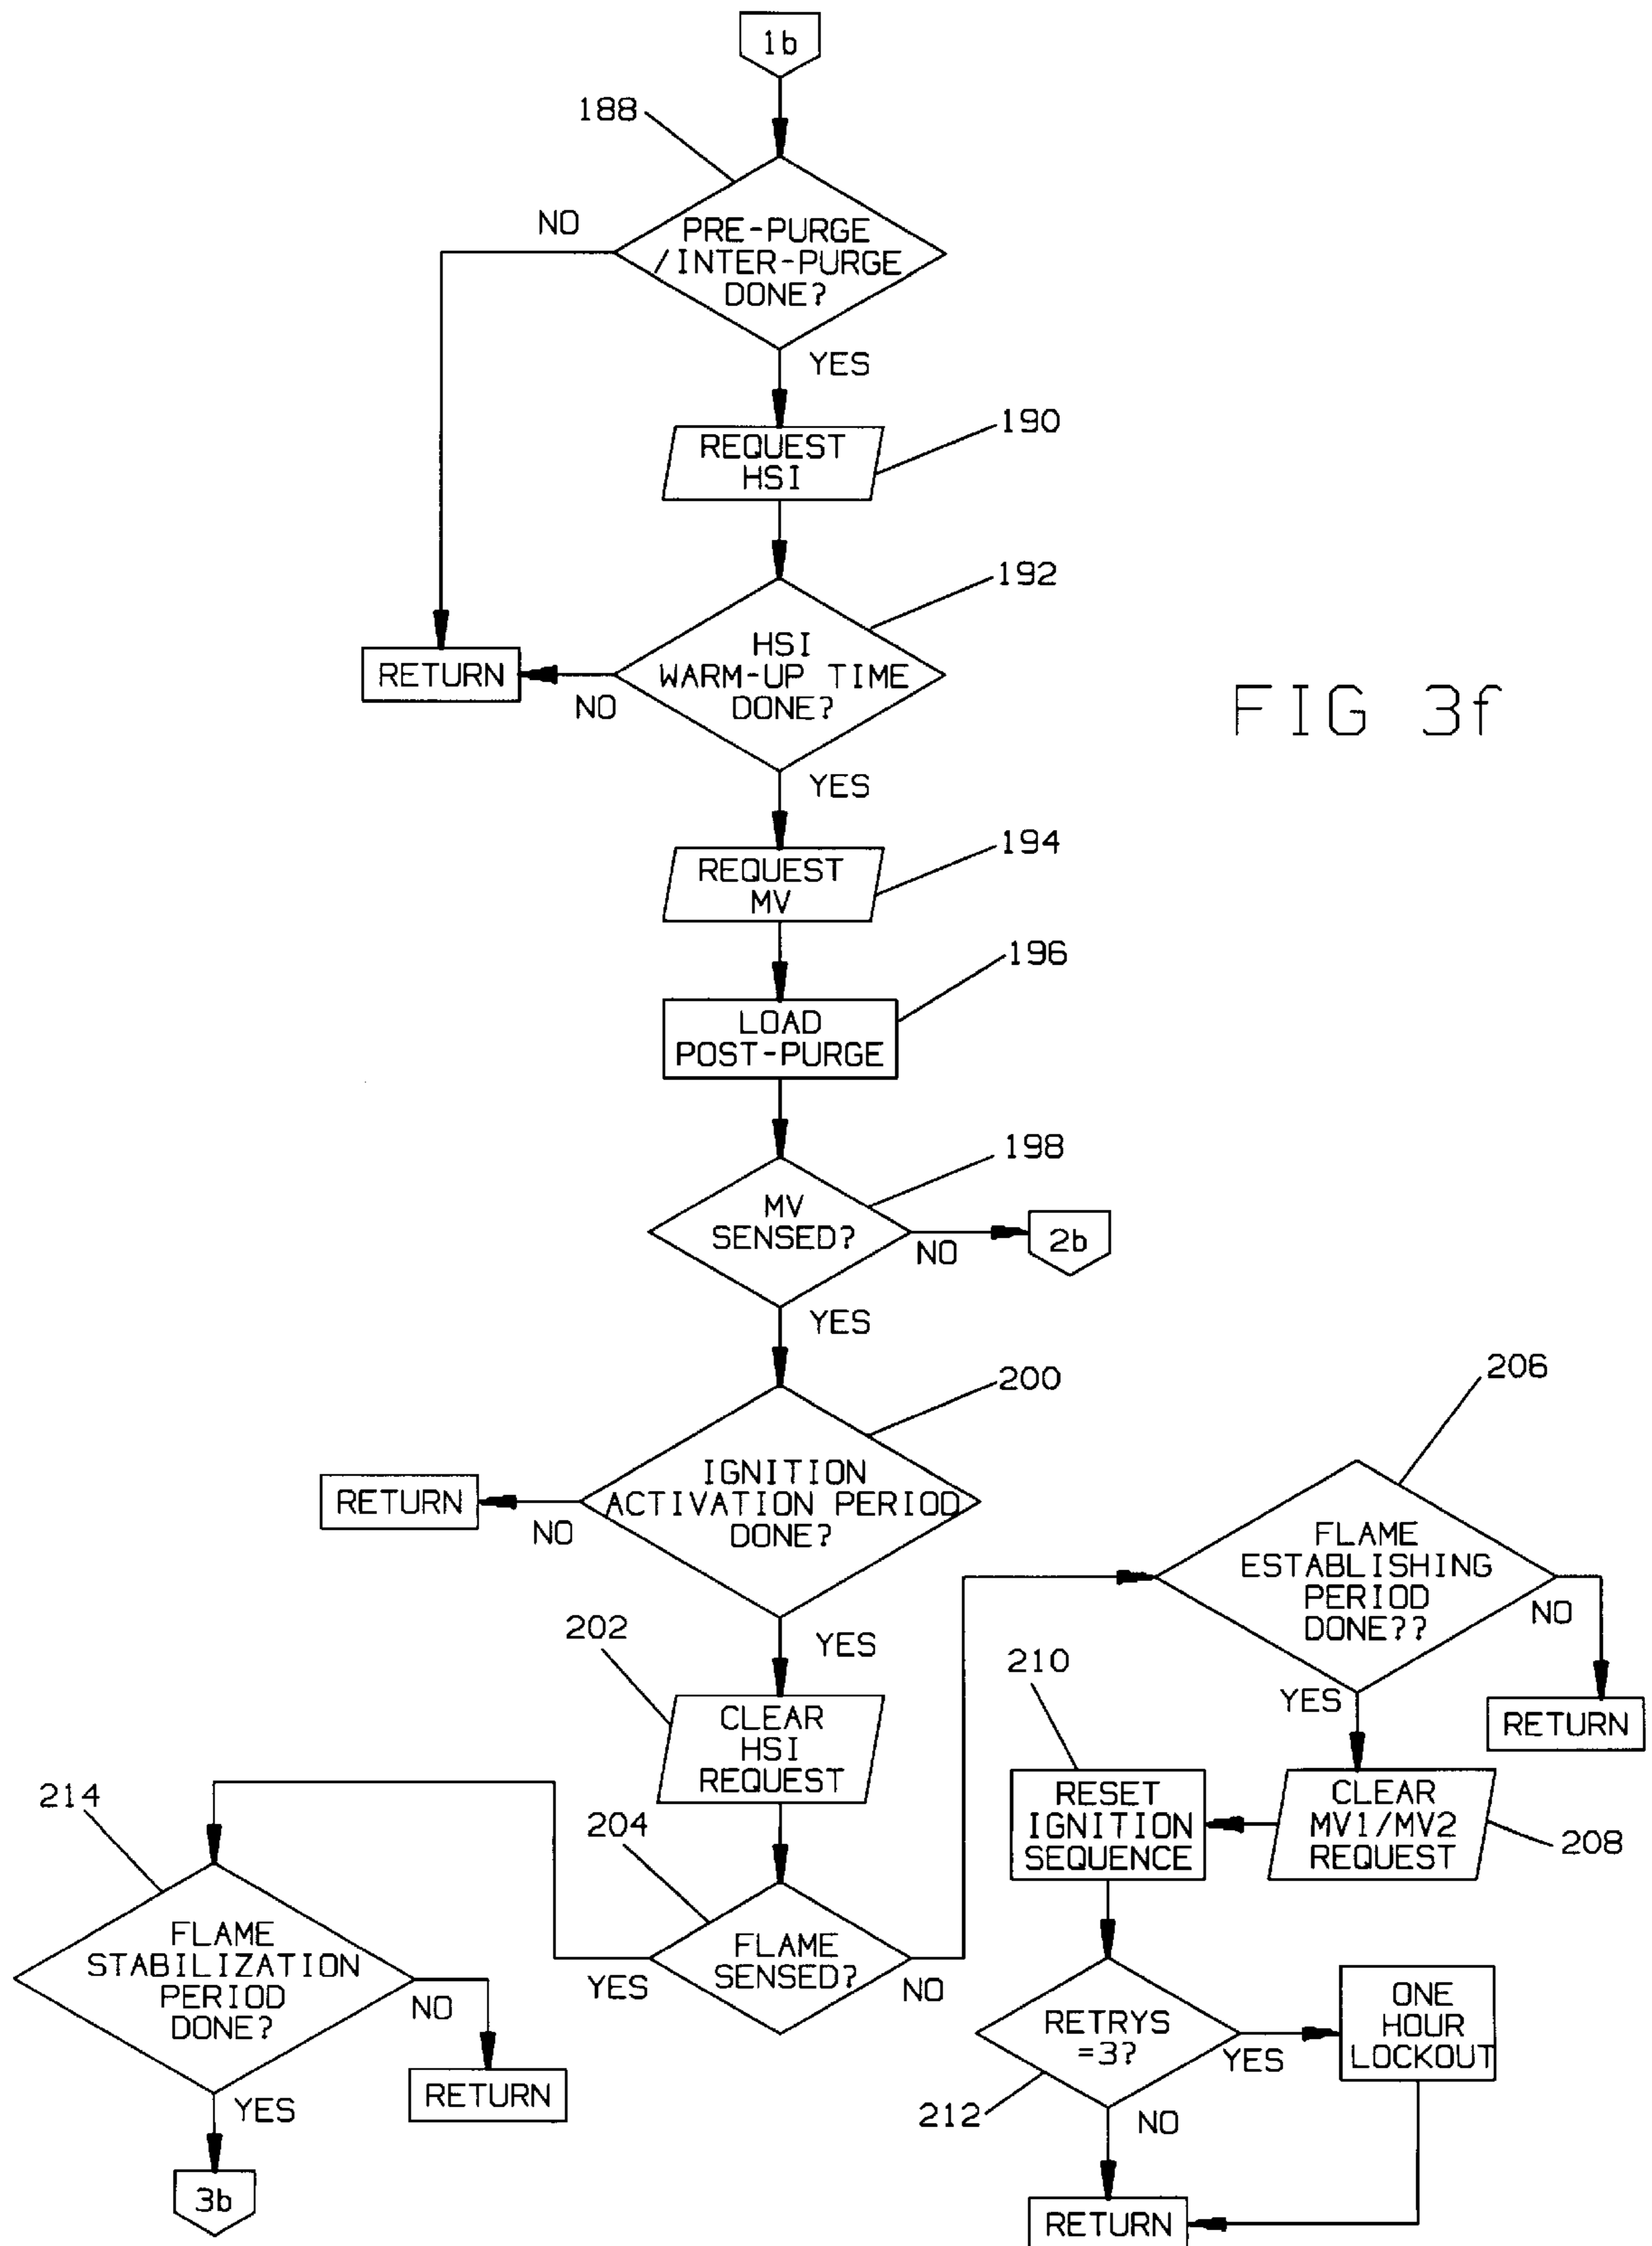 1b
188
NO
PRE-PURGE
/INTER-PURGE
DONE?
YES
190
REQUEST
HSI
192
HSI
WARM-UP TIME
DONE?
RETURN
NO
FIG 3f
YES
194
REQUEST
MV
196
LOAD
POST-PURGE
198
MV
SENSED?
NO
2b
YES
200
IGNITION
ACTIVATION PERIOD
DONE?
RETURN
NO
206
FLAME
ESTABLISHING
PERIOD
DONE??
NO
YES
RETURN
202
YES
CLEAR
HSI
REQUEST
210
RESET
IGNITION
SEQUENCE
CLEAR
MV1/MV2
REQUEST
208
214
204
FLAME
STABILIZATION
PERIOD
DONE?
NO
RETURN
YES
3b
FLAME
SENSED?
YES
NO
RETRYS
=3?
YES
ONE
HOUR
LOCKOUT
212
NO
RETURN